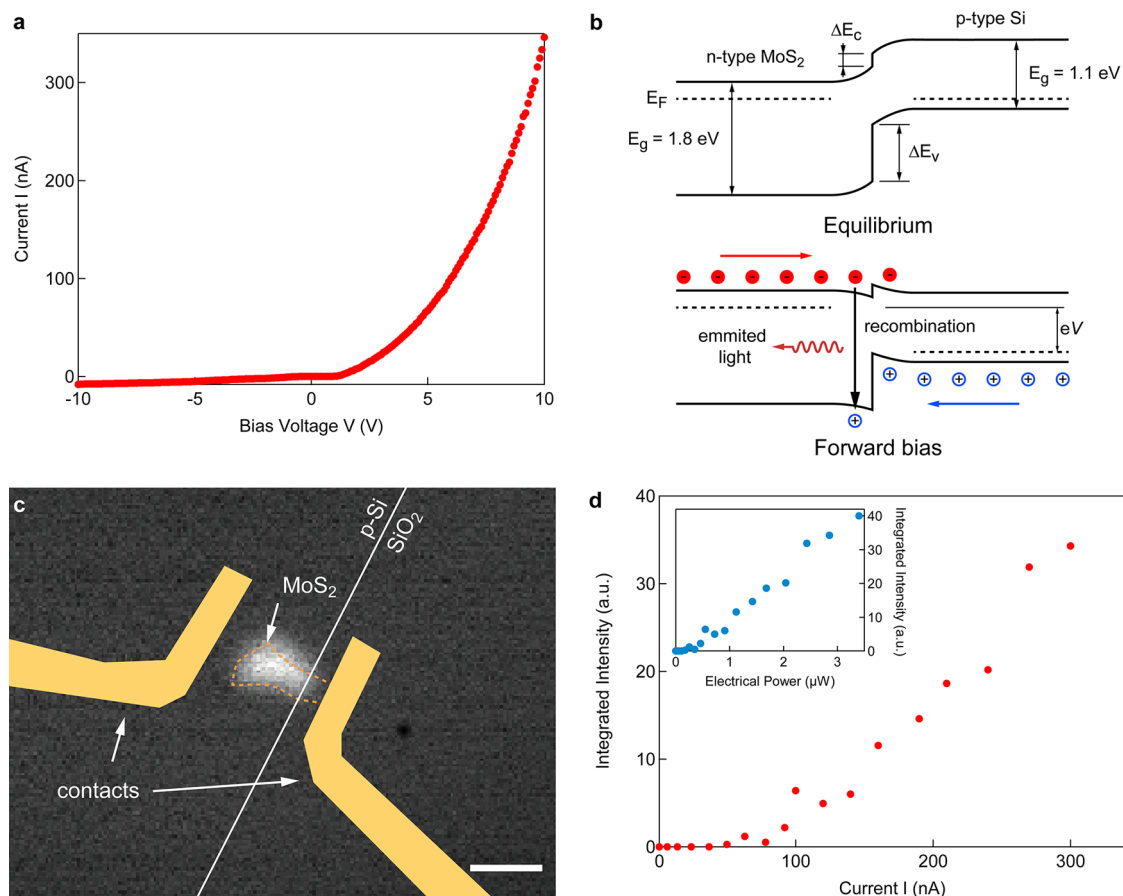 a
Current I (nA)
300
200
100
0
-10
-5
0
5
10
Bias Voltage V (V)
b
ΔEc
p-type Si
n-type MoS2
Eg = 1.1 eV
EF
Eg = 1.8 eV
ΔEv
Equilibrium
- - - - - - -
emmited
light
recombination
eV
+ + + + + + +
Forward bias
c
p-Si
SiO2
MoS2
contacts
d
Integrated Intensity (a.u.)
40
30
20
10
0
0
100
200
300
Current I (nA)
40
30
20
10
0
Integrated
Intensity (a.u.)
0
1
2
3
Electrical Power (µW)